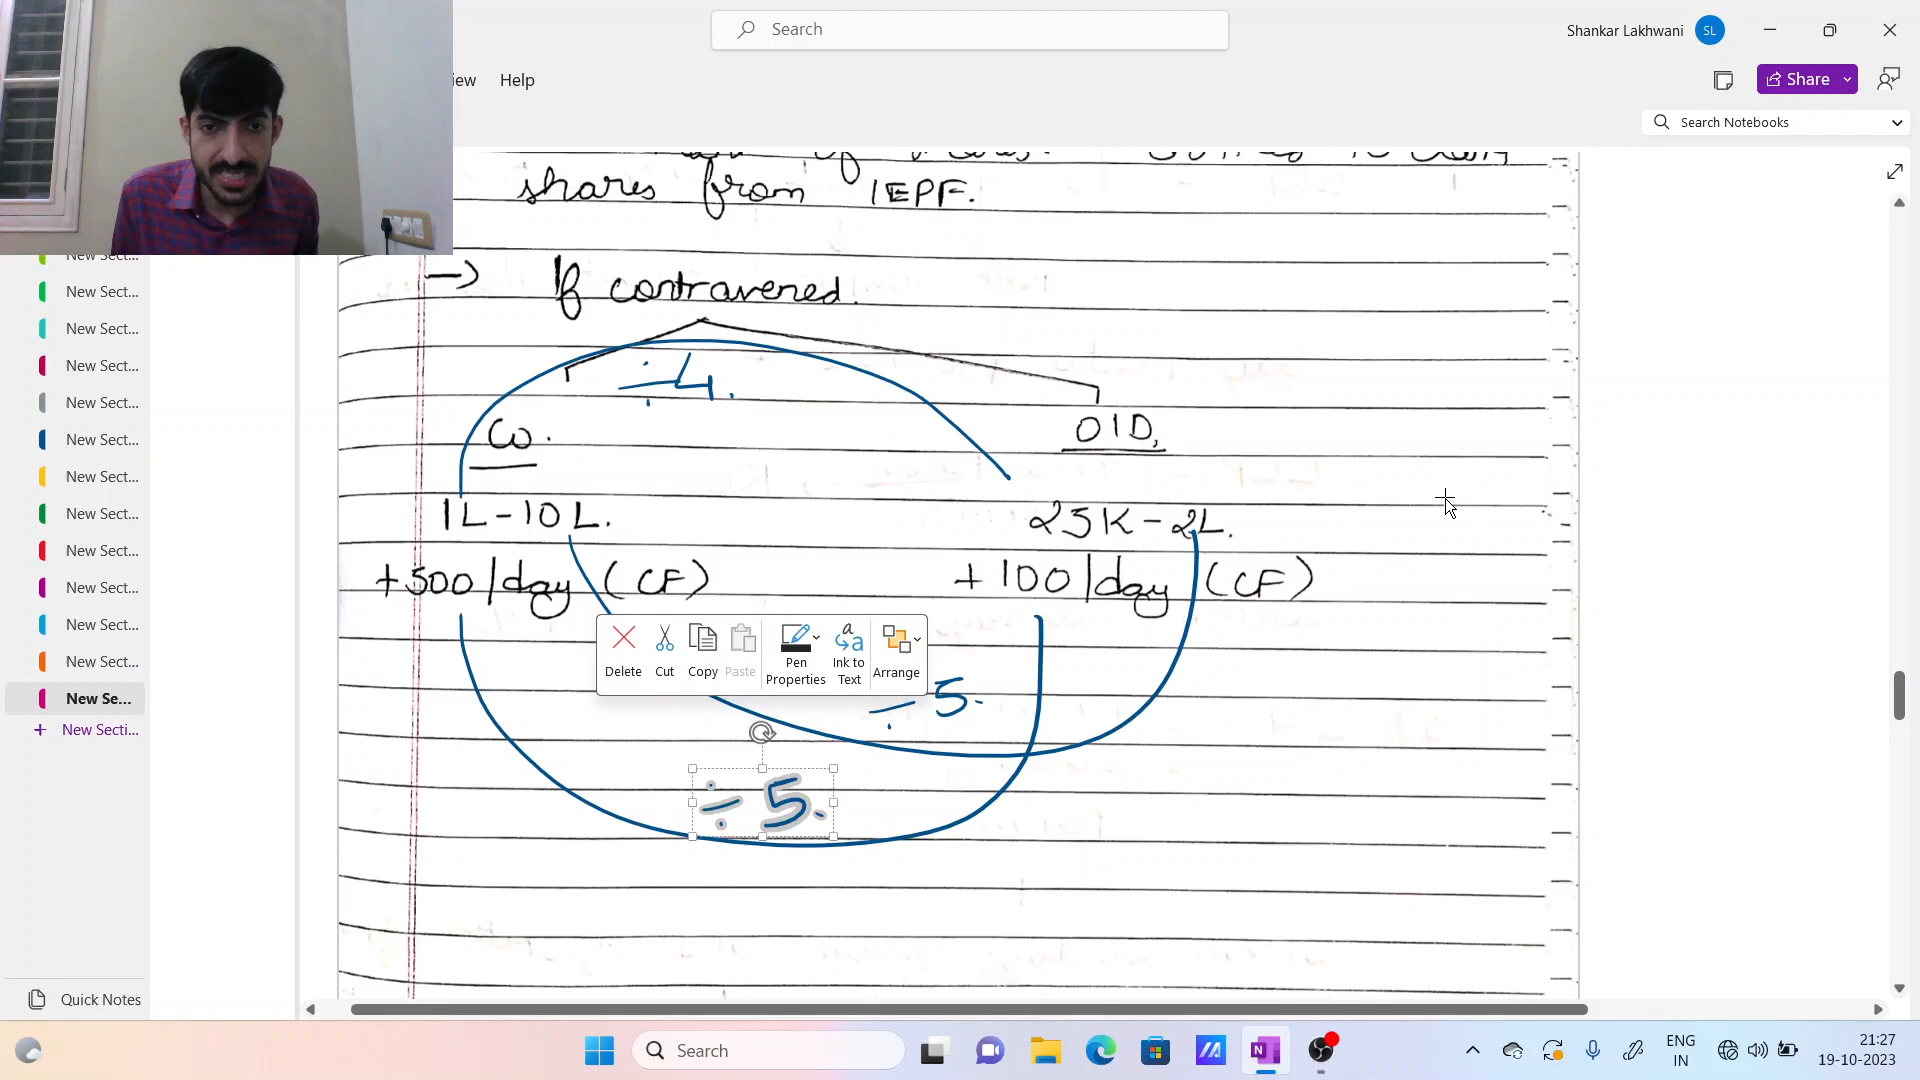 Search
Shankar Lakhwani
SL
iew
Help
Share
Search Notebooks
shares from IEPF.
→ If contravened.
÷4.
Co.
OID,
1L-10L.
25K-2L.
+500/day (CF)
+100/day (CF)
Delete
Cut
Copy
Paste
Pen Properties
Ink to Text
Arrange
÷5.
÷5.
New Sect...
New Sect...
New Sect...
New Sect...
New Sect...
New Sect...
New Sect...
New Sect...
New Sect...
New Sect...
New Sect...
New Sect...
New Se...
+ New Secti...
Quick Notes
Search
ENG
IN
21:27
19-10-2023